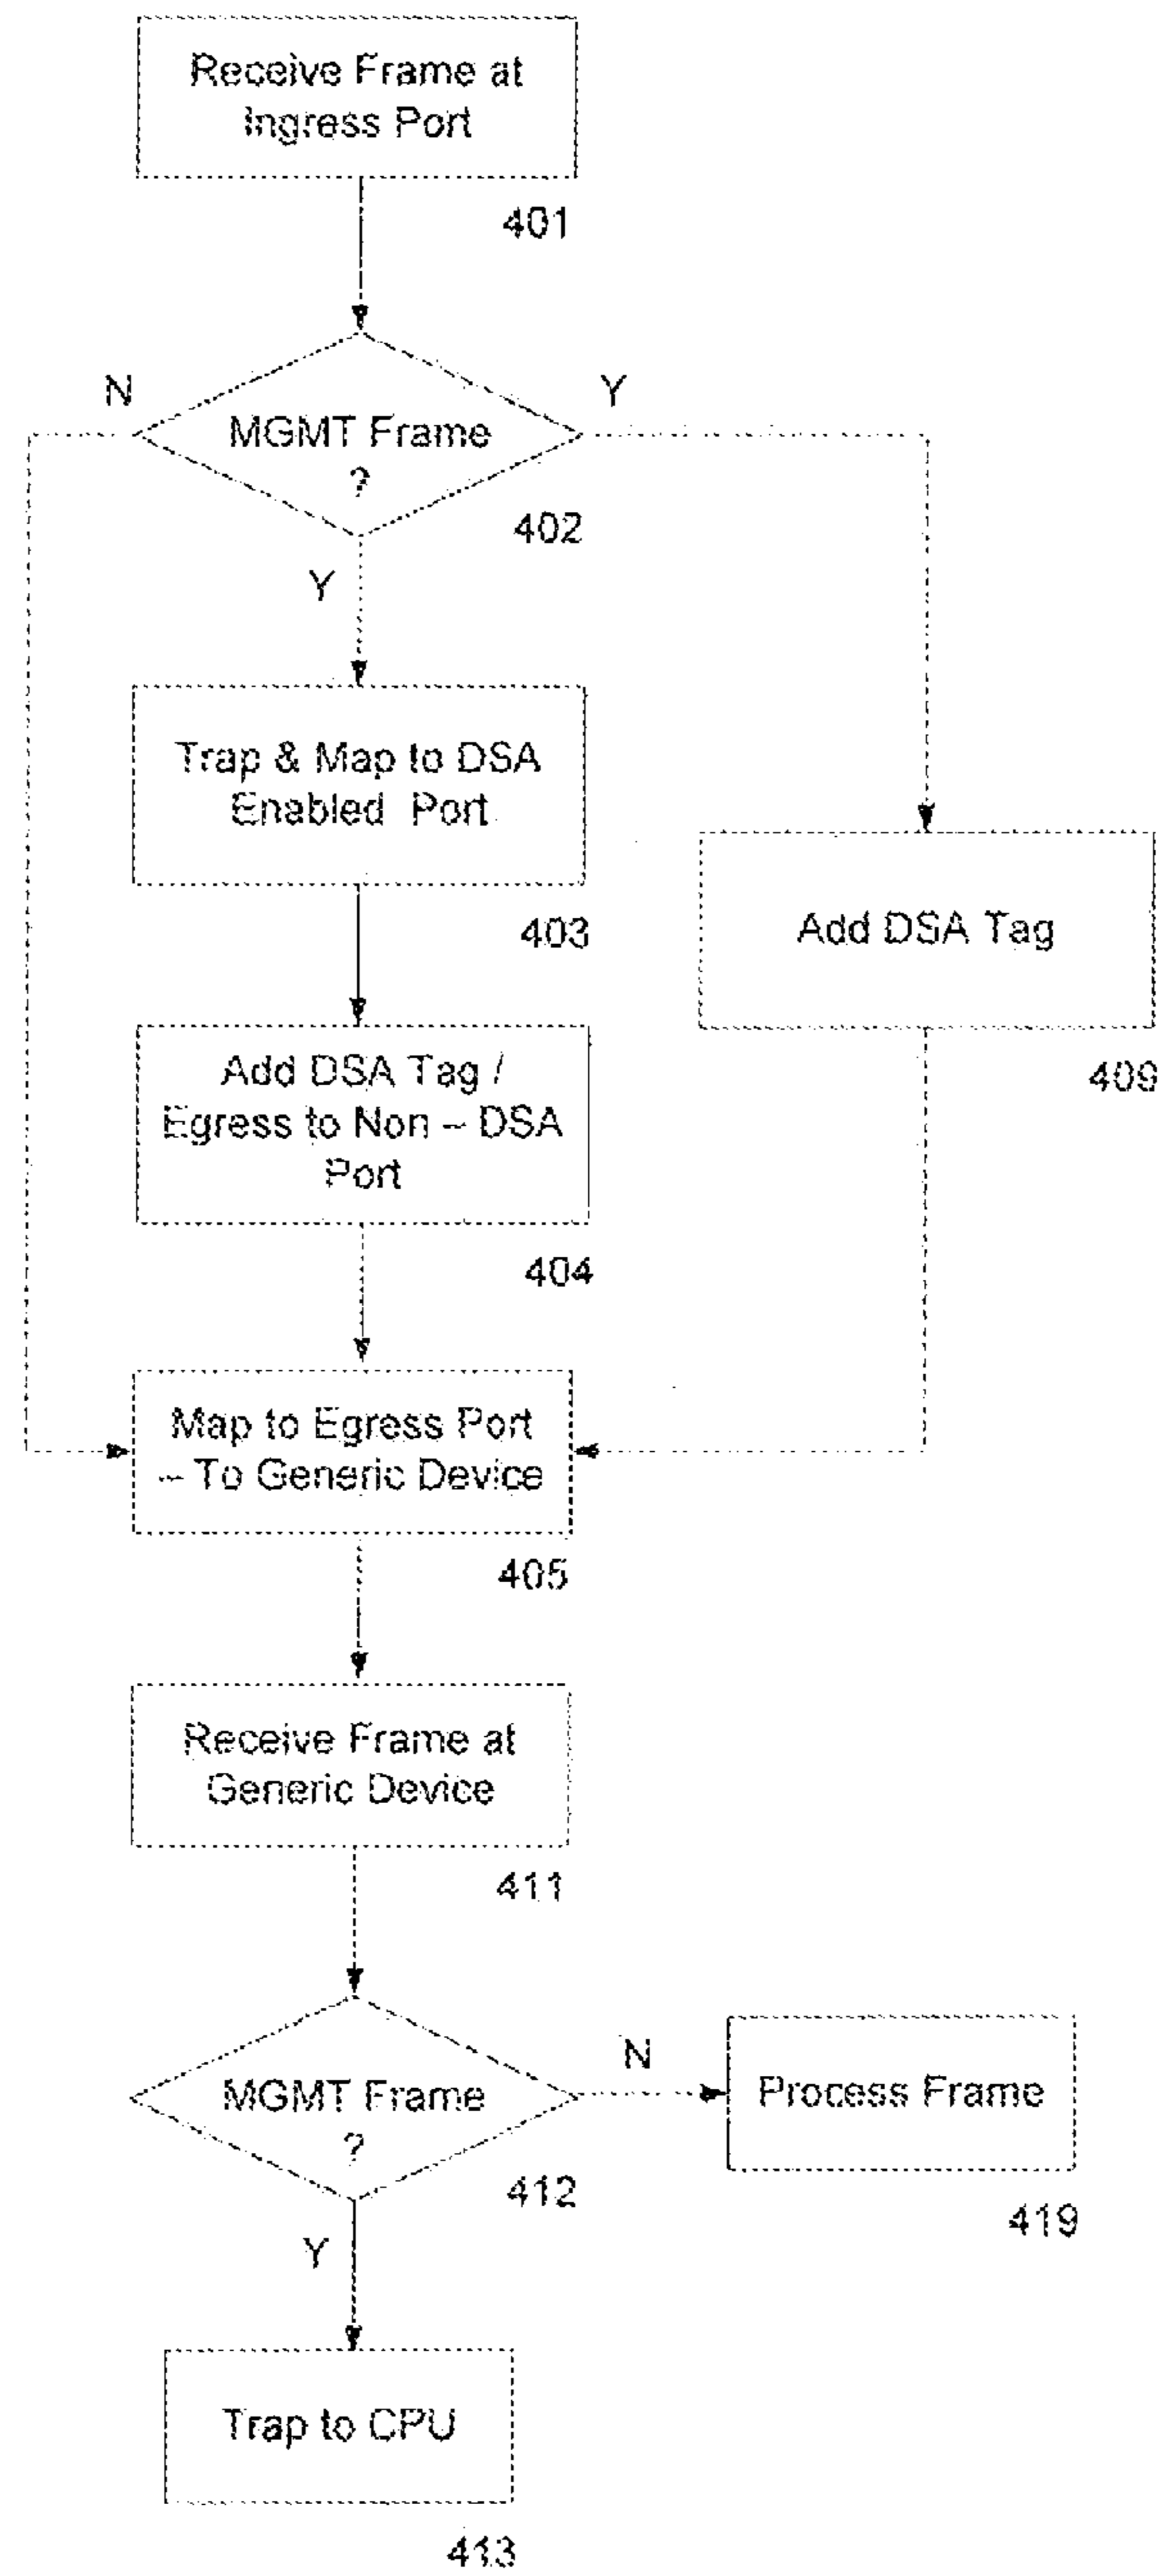 Receive Frame at
Ingress Port
401
N
Y
MGMT Frame
?
402
Y
Trap & Map to DSA
Enabled Port
403
Add DSA Tag
409
Add DSA Tag /
Egress to Non – DSA
Port
404
Map to Egress Port
– To Generic Device
405
Receive Frame at
Generic Device
411
MGMT Frame
?
412
N
Process Frame
419
Y
Trap to CPU
413